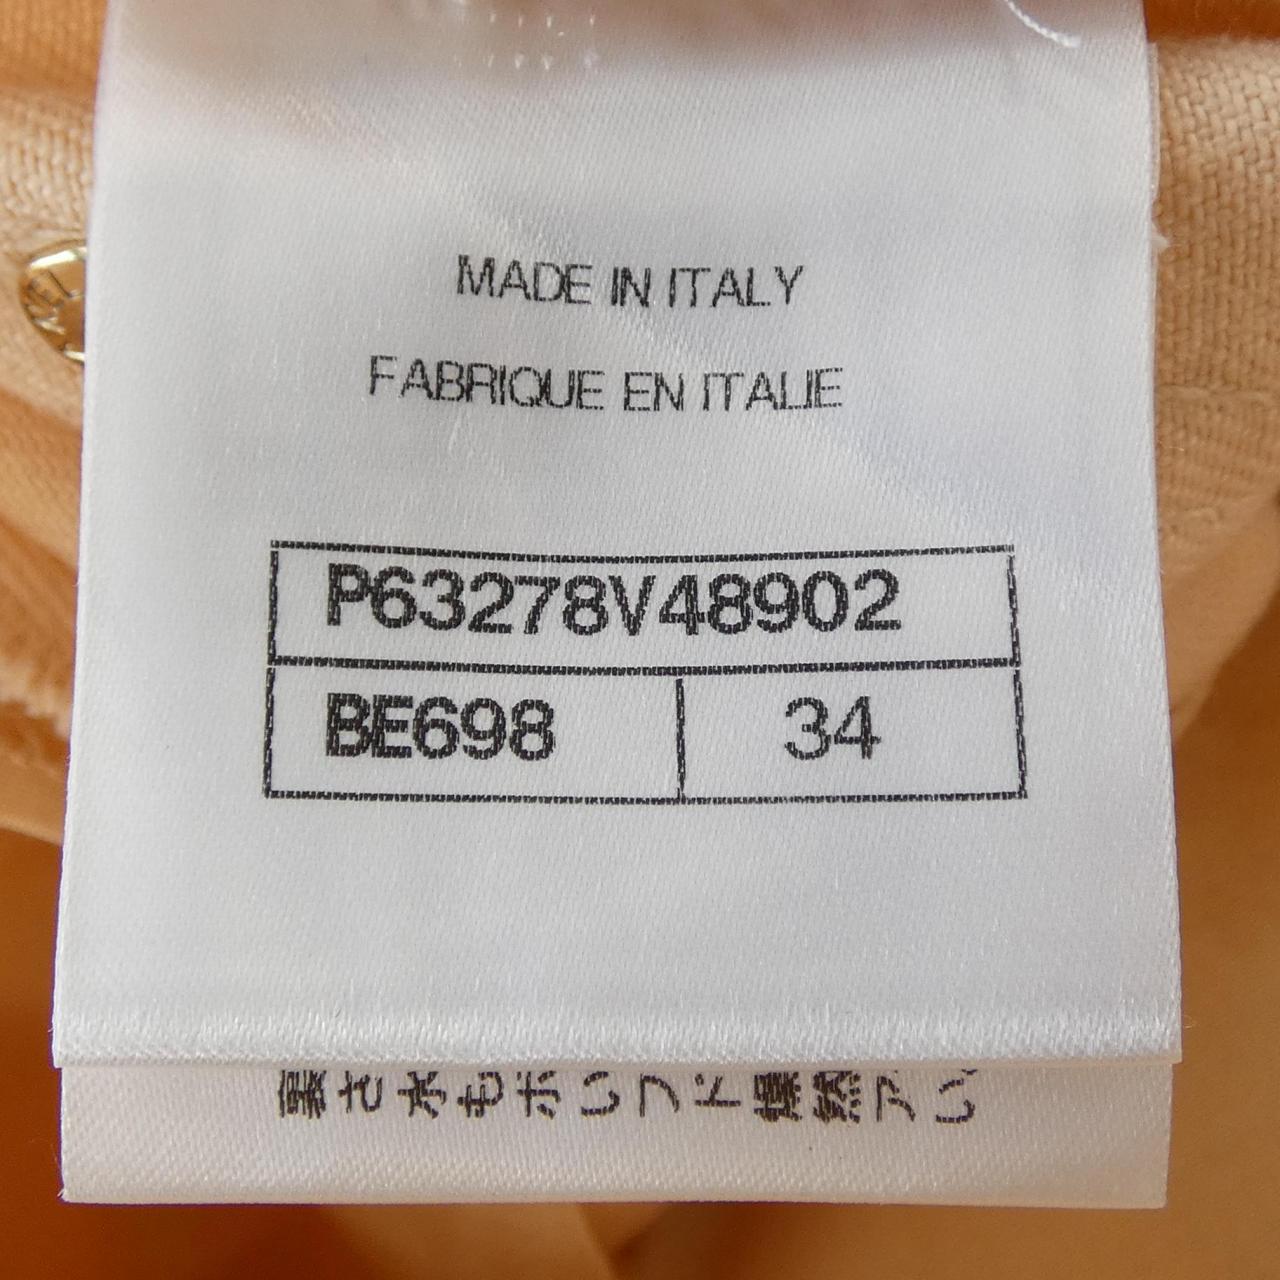 MADE IN ITALY
FABRIQUE EN ITALIE
P63278V48902
BE698 34